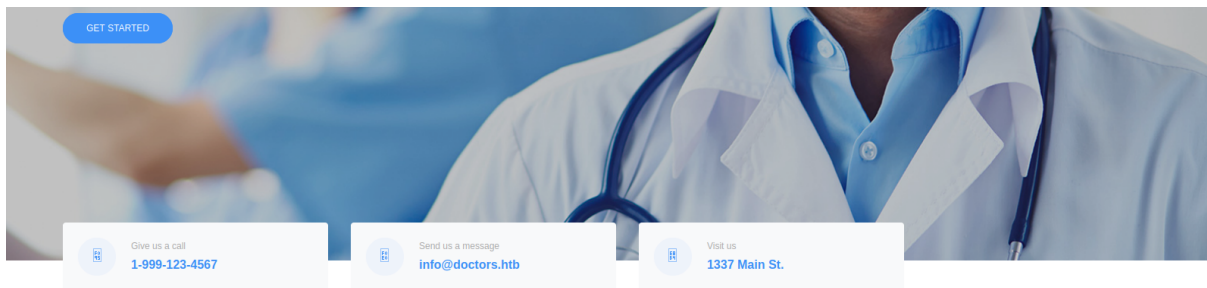 GET STARTED
Give us a call
1-999-123-4567
Send us a message
info@doctors.htb
Visit us
1337 Main St.